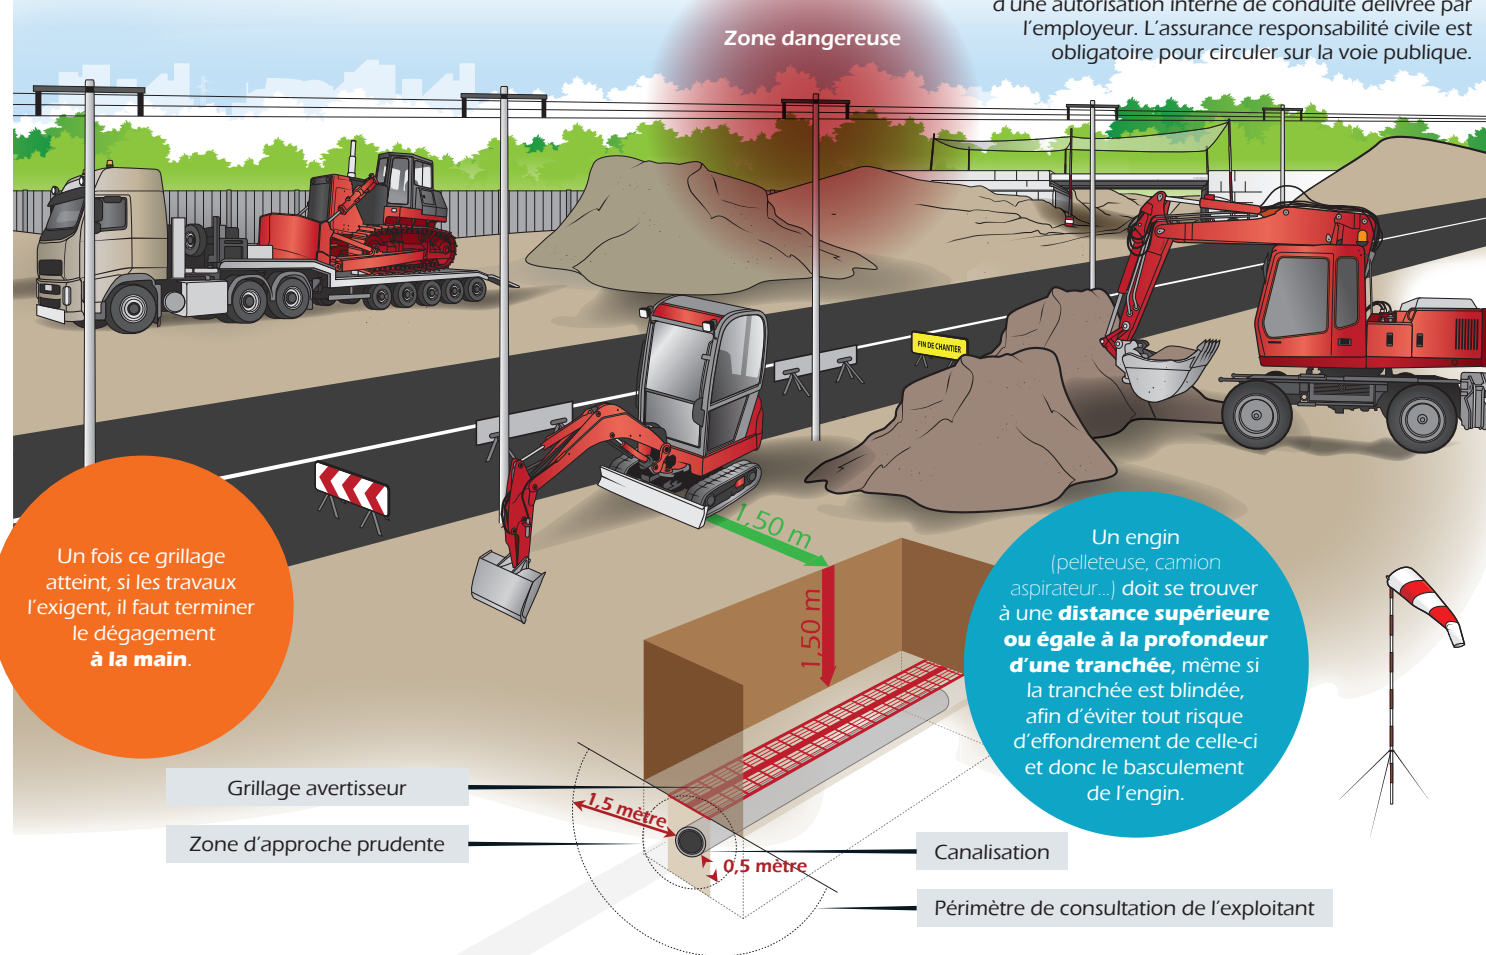 d'une autorisation interne de conduite délivrée par
l'employeur. L'assurance responsabilité civile est
obligatoire pour circuler sur la voie publique.
Zone dangereuse
FIN DE CHANTIER
1,50 m
1,50 m
Un fois ce grillage
atteint, si les travaux
l'exigent, il faut terminer
le dégagement
à la main.
Un engin
(pelleteuse, camion
aspirateur...) doit se trouver
à une distance supérieure
ou égale à la profondeur
d'une tranchée, même si
la tranchée est blindée,
afin d'éviter tout risque
d'effondrement de celle-ci
et donc le basculement
de l'engin.
Grillage avertisseur
1,5 mètre
Zone d'approche prudente
Canalisation
0,5 mètre
Périmètre de consultation de l'exploitant